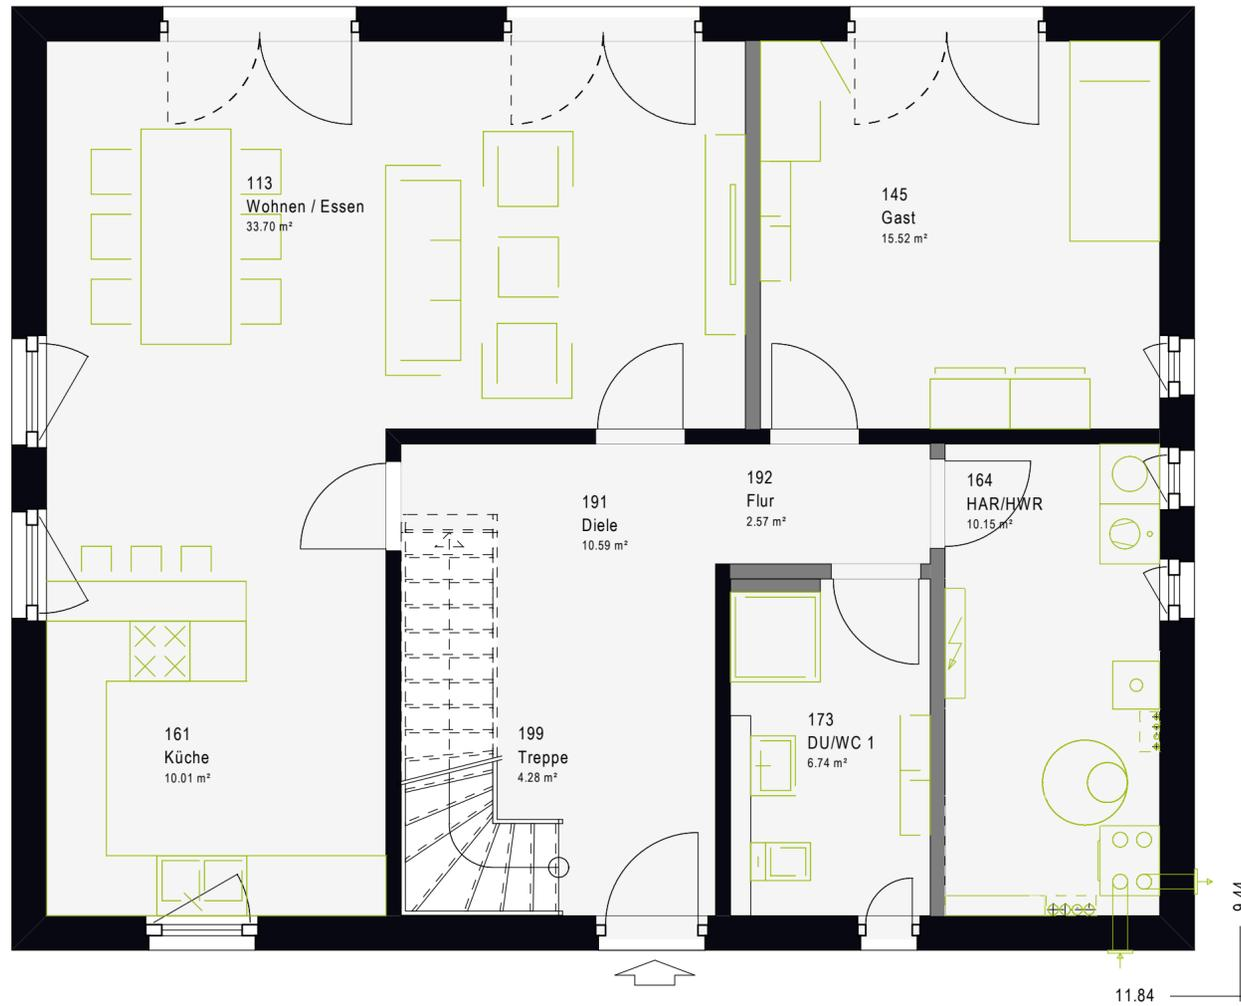 113
Wohnen / Essen
33.70 m²
145
Gast
15.52 m²
191
Diele
10.59 m²
192
Flur
2.57 m²
164
HAR/HWR
10.15 m²
161
Küche
10.01 m²
199
Treppe
4.28 m²
173
DU/WC 1
6.74 m²
9.44
11.84